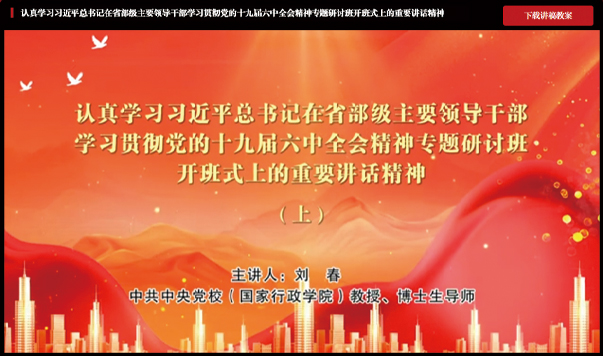 认真学习习近平总书记在省部级主要领导干部学习贯彻党的十九届六中全会精神专题研讨班开班式上的重要讲话精神
下载讲稿教案
认真学习习近平总书记在省部级主要领导干部
学习贯彻党的十九届六中全会精神专题研讨班
开班式上的重要讲话精神
（上）
主讲人：刘 春
中共中央党校（国家行政学院）教授、博士生导师